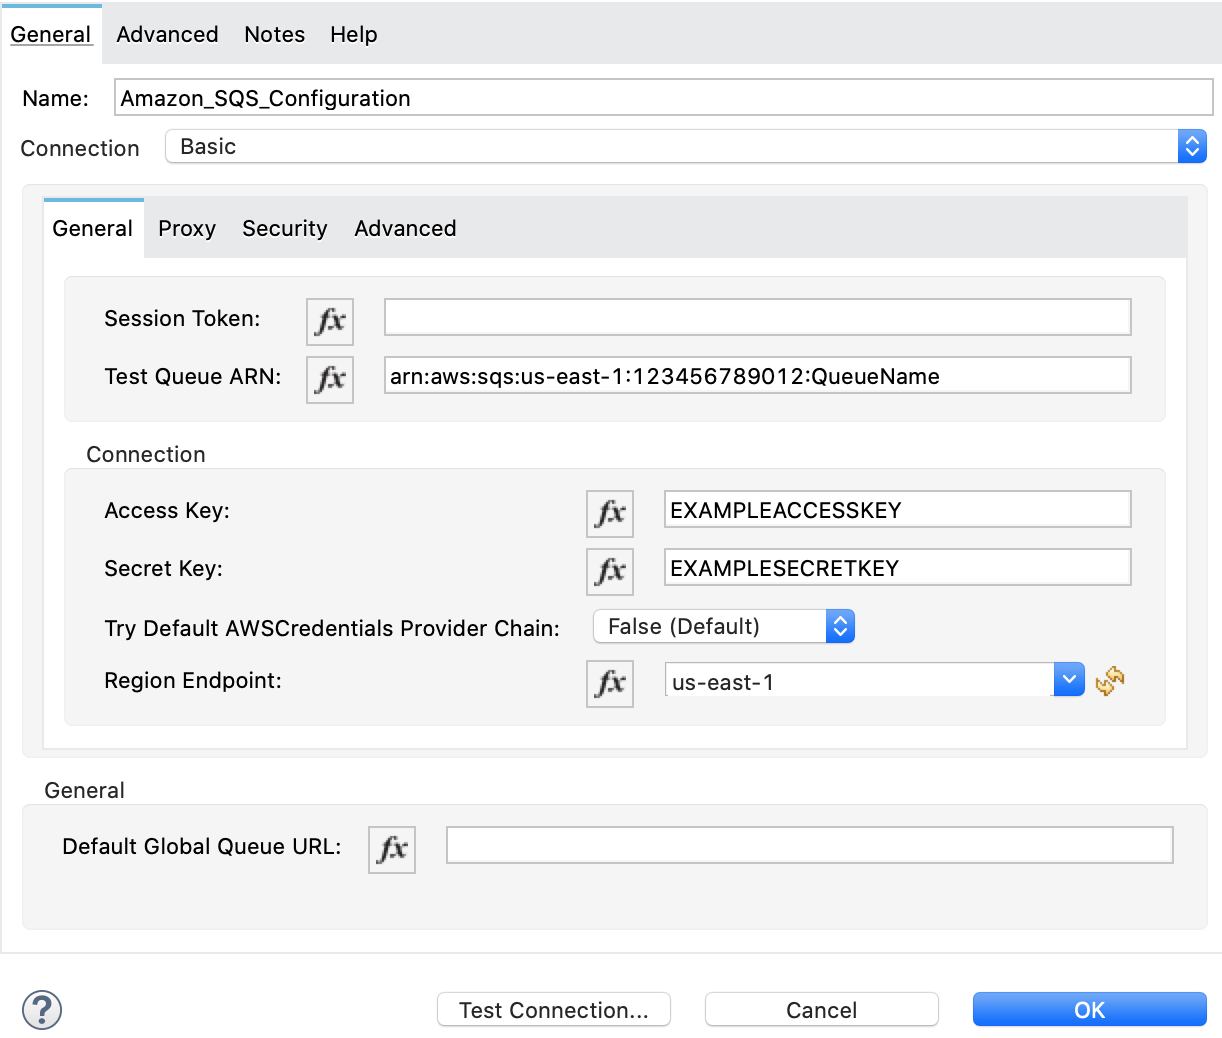 General Advanced Notes Help
Name: Amazon_SQS_Configuration
Connection Basic
General Proxy Security Advanced
Session Token: fx
Test Queue ARN: fx arn:aws:sqs:us-east-1:123456789012:QueueName
Connection
Access Key: fx EXAMPLEACCESSKEY
Secret Key: fx EXAMPLESECRETKEY
Try Default AWSCredentials Provider Chain: False (Default)
Region Endpoint: fx us-east-1
General
Default Global Queue URL: fx
? Test Connection... Cancel OK